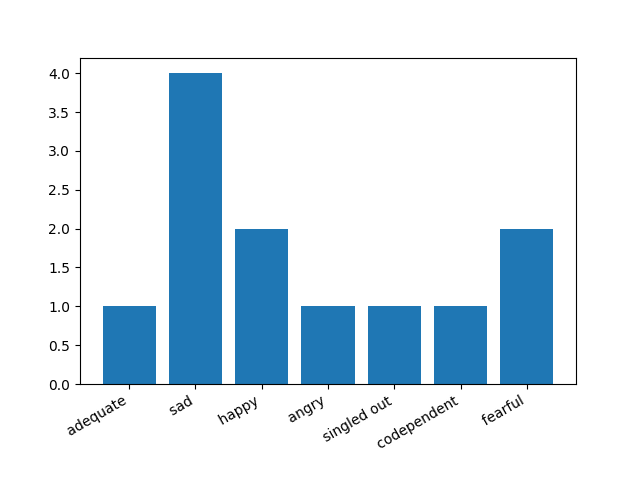 4.0
3.5
3.0
2.5
2.0
1.5
1.0
0.5
0.0
adequate
sad
happy
angry
singled out
codependent
fearful